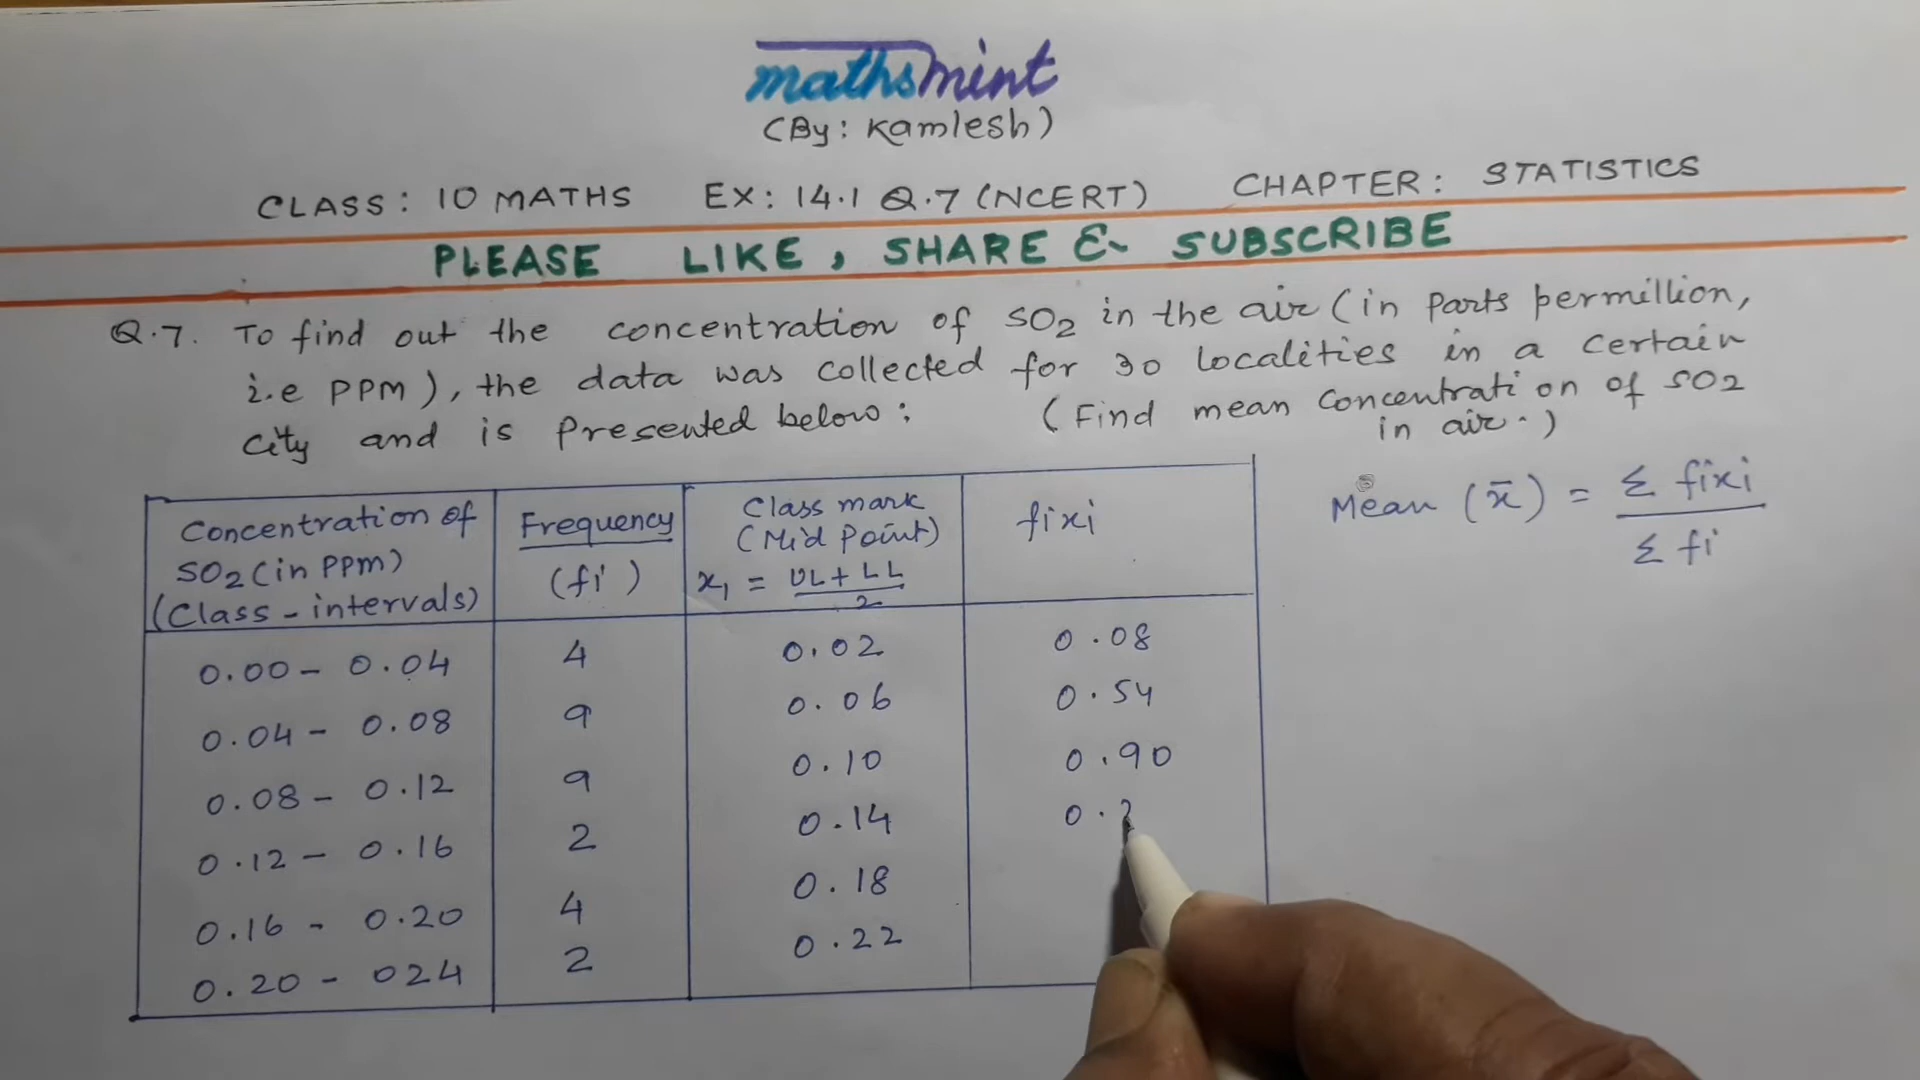 mathsmint
(By: Kamlesh)
CLASS: 10 MATHS EX: 14.1 Q.7 (NCERT) CHAPTER: STATISTICS
PLEASE LIKE, SHARE & SUBSCRIBE
Q.7. To find out the concentration of SO2 in the air (in parts permillion,
i.e PPM), the data was collected for 30 localities in a certain
city and is Presented below: (Find mean concentration of SO2
in air.)
Mean (x̄) = Σ fixi / Σ fi
Concentration of
SO2 (in PPM)
(Class-intervals)
Frequency
(fi)
Class mark
(Mid Point)
x₁ = UL + LL / 2
fixi
0.00 - 0.04 4 0.02 0.08
0.04 - 0.08 9 0.06 0.54
0.08 - 0.12 9 0.10 0.90
0.12 - 0.16 2 0.14 0.2
0.16 - 0.20 4 0.18
0.20 - 024 2 0.22